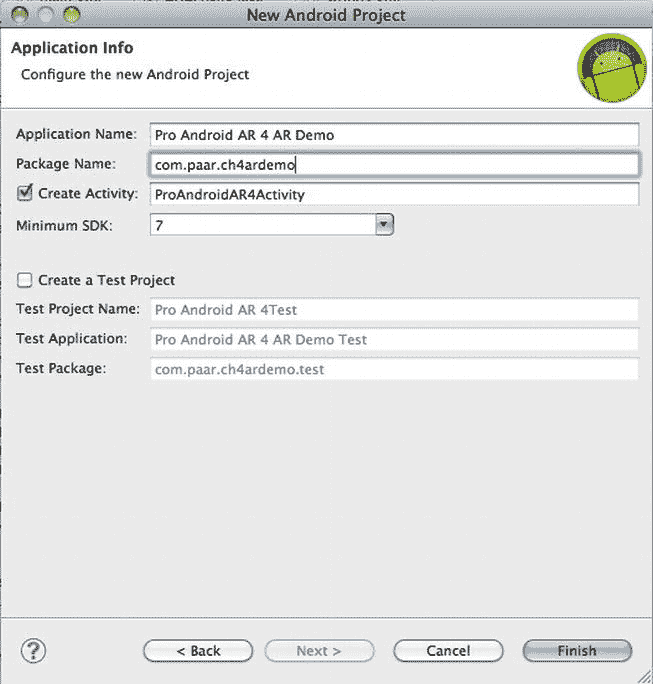 New Android Project
Application Info
Configure the new Android Project
Application Name: Pro Android AR 4 AR Demo
Package Name: com.paar.ch4ardemo
Create Activity: ProAndroidAR4Activity
Minimum SDK: 7
Create a Test Project
Test Project Name: Pro Android AR 4Test
Test Application: Pro Android AR 4 AR Demo Test
Test Package: com.paar.ch4ardemo.test
? < Back Next > Cancel Finish